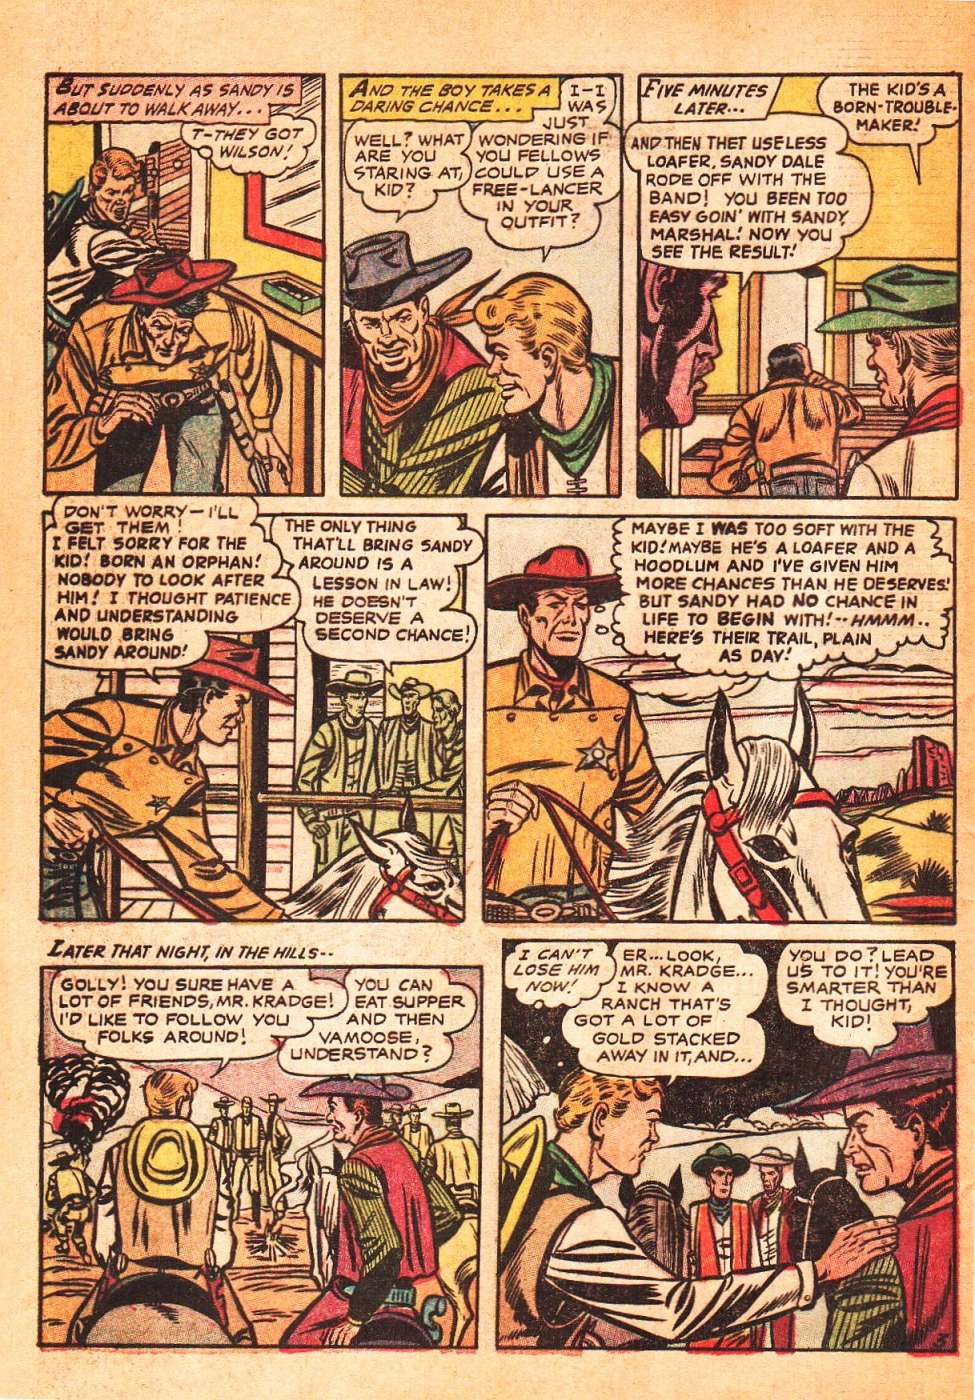 BUT SUDDENLY AS SANDY IS
ABOUT TO WALK AWAY...
T-THEY GOT
WILSON!
AND THE BOY TAKES A
DARING CHANCE...
WELL? WHAT
ARE YOU
STARING AT,
KID?
I-I
WAS
JUST
WONDERING IF
YOU FELLOWS
COULD USE A
FREE-LANCER
IN YOUR
OUTFIT?
FIVE MINUTES
LATER...
AND THEN THET USELESS
LOAFER, SANDY DALE
RODE OFF WITH THE
BAND! YOU BEEN TOO
EASY GOIN' WITH SANDY,
MARSHAL! NOW YOU
SEE THE RESULT!
THE KID'S A
BORN-TROUBLE-
MAKER!
DON'T WORRY-I'LL
GET THEM!
I FELT SORRY FOR THE
KID! BORN AN ORPHAN!
NOBODY TO LOOK AFTER
HIM! I THOUGHT PATIENCE
AND UNDERSTANDING
WOULD BRING
SANDY AROUND!
THE ONLY THING
THAT'LL BRING SANDY
AROUND IS A
LESSON IN LAW!
HE DOESN'T
DESERVE A
SECOND CHANCE!
MAYBE I WAS TOO SOFT WITH THE
KID! MAYBE HE'S A LOAFER AND A
HOODLUM AND I'VE GIVEN HIM
MORE CHANCES THAN HE DESERVES!
BUT SANDY HAD NO CHANCE IN
LIFE TO BEGIN WITH!--HMMM..
HERE'S THEIR TRAIL, PLAIN
AS DAY!
LATER THAT NIGHT, IN THE HILLS--
GOLLY! YOU SURE HAVE A
LOT OF FRIENDS, MR. KRADGE!
I'D LIKE TO FOLLOW YOU
FOLKS AROUND!
YOU CAN
EAT SUPPER
AND THEN
VAMOOSE,
UNDERSTAND?
I CAN'T
LOSE HIM
NOW!
ER...LOOK,
MR. KRADGE...
I KNOW A
RANCH THAT'S
GOT A LOT OF
GOLD STACKED
AWAY IN IT, AND...
YOU DO? LEAD
US TO IT! YOU'RE
SMARTER THAN
I THOUGHT,
KID!
3